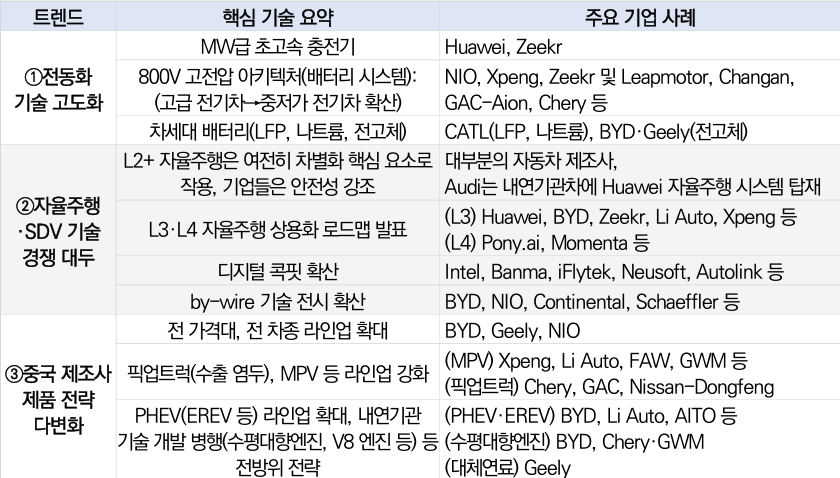 트렌드
핵심 기술 요약
주요 기업 사례
①전동화
기술 고도화
MW급 초고속 충전기
Huawei, Zeekr
800V 고전압 아키텍처(배터리 시스템):
(고급 전기차→중저가 전기차 확산)
NIO, Xpeng, Zeekr 및 Leapmotor, Changan,
GAC-Aion, Chery 등
차세대 배터리(LFP, 나트륨, 전고체)
CATL(LFP, 나트륨), BYD·Geely(전고체)
②자율주행
·SDV 기술
경쟁 대두
L2+ 자율주행은 여전히 차별화 핵심 요소로
작용, 기업들은 안전성 강조
대부분의 자동차 제조사,
Audi는 내연기관차에 Huawei 자율주행 시스템 탑재
L3·L4 자율주행 상용화 로드맵 발표
(L3) Huawei, BYD, Zeekr, Li Auto, Xpeng 등
(L4) Pony.ai, Momenta 등
디지털 콕핏 확산
Intel, Banma, iFlytek, Neusoft, Autolink 등
by-wire 기술 전시 확산
BYD, NIO, Continental, Schaeffler 등
③중국 제조사
제품 전략
다변화
전 가격대, 전 차종 라인업 확대
BYD, Geely, NIO
픽업트럭(수출 염두), MPV 등 라인업 강화
(MPV) Xpeng, Li Auto, FAW, GWM 등
(픽업트럭) Chery, GAC, Nissan-Dongfeng
PHEV(EREV 등) 라인업 확대, 내연기관
기술 개발 병행(수평대향엔진, V8 엔진 등) 등
전방위 전략
(PHEV·EREV) BYD, Li Auto, AITO 등
(수평대향엔진) BYD, Chery·GWM
(대체연료) Geely